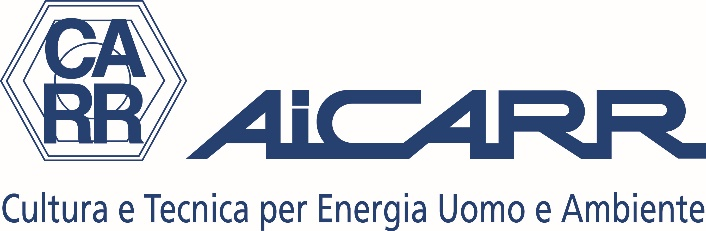 CA
RR
AiCARR
Cultura e Tecnica per Energia Uomo e Ambiente